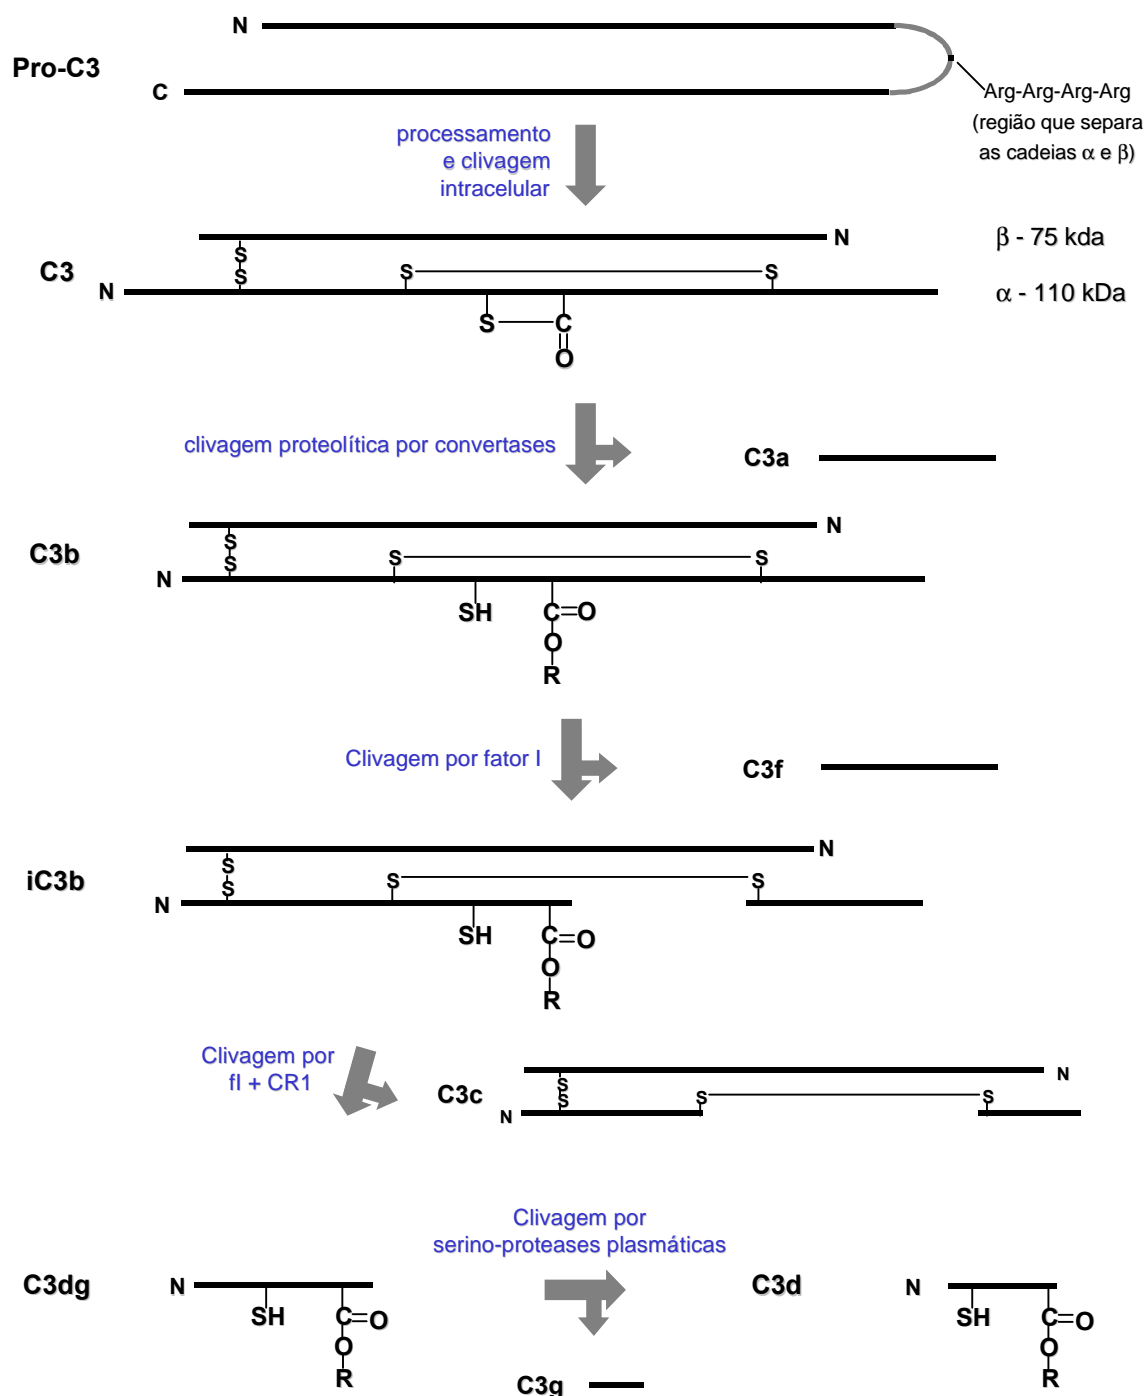 N
Pro-C3
C
Arg-Arg-Arg-Arg
(região que separa
as cadeias α e β)
processamento
e clivagem
intracelular
N
β - 75 kda
S
S
C3
S
S
N
α - 110 kDa
S
C
O
clivagem proteolítica por convertases
C3a
N
C3b
S
S
S
S
N
SH
C=O
O
R
Clivagem por fator I
C3f
N
iC3b
S
S
S
S
N
SH
C=O
O
R
Clivagem por
fI + CR1
N
C3c
S
S
S
S
N
Clivagem por
serino-proteases plasmáticas
C3dg
N
SH
C=O
O
R
C3d
N
SH
C=O
O
R
C3g